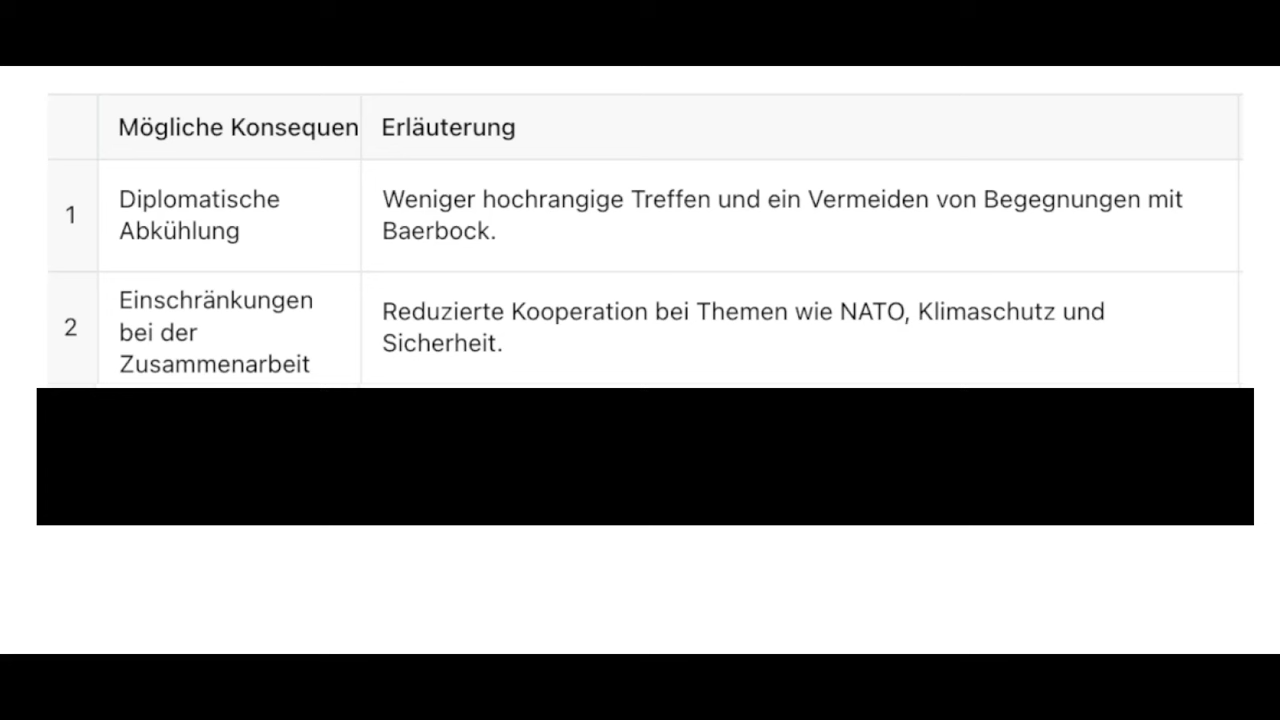 Mögliche Konsequen
Erläuterung
1
Diplomatische
Abkühlung
Weniger hochrangige Treffen und ein Vermeiden von Begegnungen mit
Baerbock.
2
Einschränkungen
bei der
Zusammenarbeit
Reduzierte Kooperation bei Themen wie NATO, Klimaschutz und
Sicherheit.